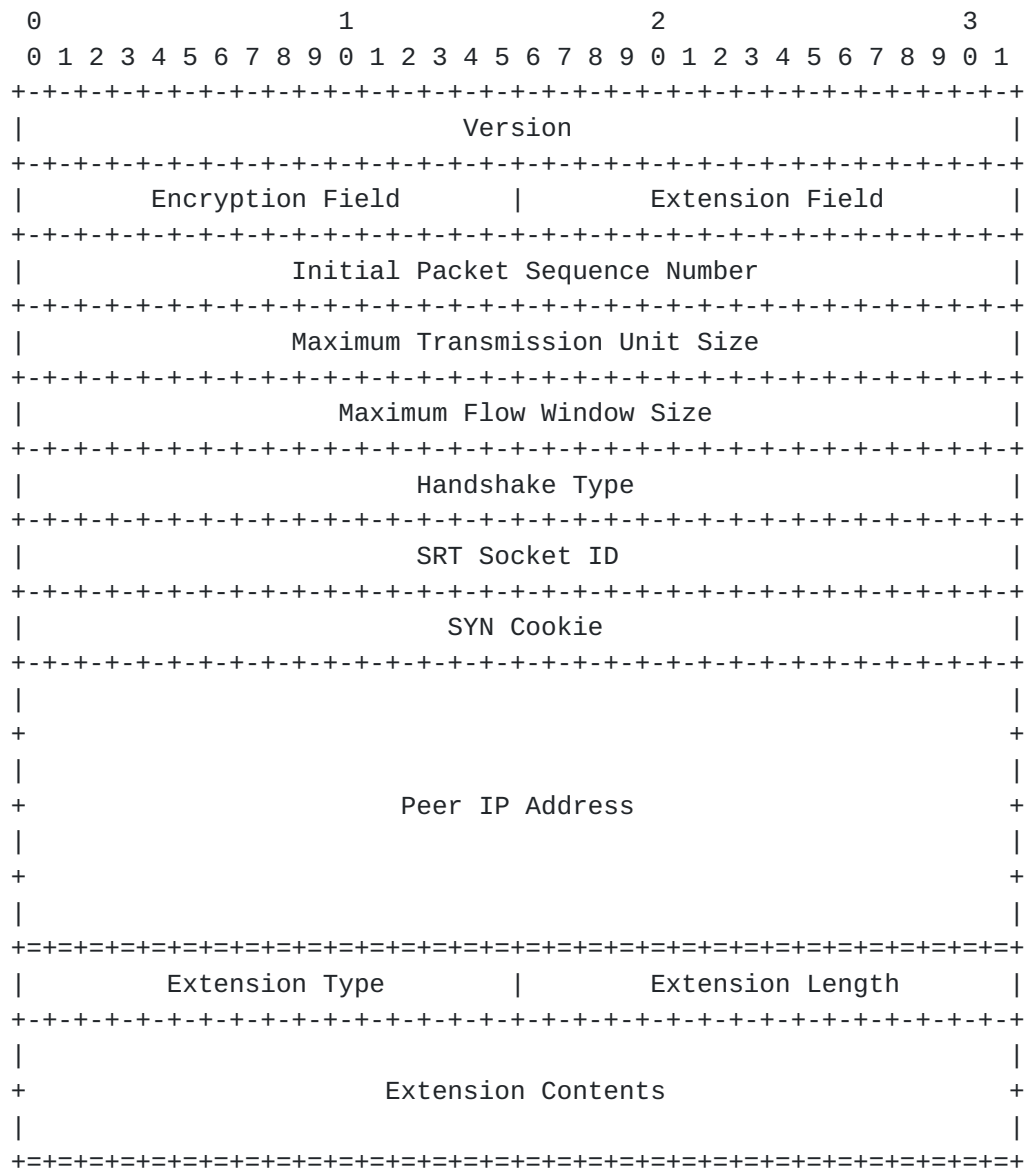 0                   1                   2                   3
 0 1 2 3 4 5 6 7 8 9 0 1 2 3 4 5 6 7 8 9 0 1 2 3 4 5 6 7 8 9 0 1
+-+-+-+-+-+-+-+-+-+-+-+-+-+-+-+-+-+-+-+-+-+-+-+-+-+-+-+-+-+-+-+-+
|                            Version                            |
+-+-+-+-+-+-+-+-+-+-+-+-+-+-+-+-+-+-+-+-+-+-+-+-+-+-+-+-+-+-+-+-+
|        Encryption Field       |        Extension Field        |
+-+-+-+-+-+-+-+-+-+-+-+-+-+-+-+-+-+-+-+-+-+-+-+-+-+-+-+-+-+-+-+-+
|                 Initial Packet Sequence Number                |
+-+-+-+-+-+-+-+-+-+-+-+-+-+-+-+-+-+-+-+-+-+-+-+-+-+-+-+-+-+-+-+-+
|                 Maximum Transmission Unit Size                |
+-+-+-+-+-+-+-+-+-+-+-+-+-+-+-+-+-+-+-+-+-+-+-+-+-+-+-+-+-+-+-+-+
|                    Maximum Flow Window Size                   |
+-+-+-+-+-+-+-+-+-+-+-+-+-+-+-+-+-+-+-+-+-+-+-+-+-+-+-+-+-+-+-+-+
|                         Handshake Type                        |
+-+-+-+-+-+-+-+-+-+-+-+-+-+-+-+-+-+-+-+-+-+-+-+-+-+-+-+-+-+-+-+-+
|                         SRT Socket ID                         |
+-+-+-+-+-+-+-+-+-+-+-+-+-+-+-+-+-+-+-+-+-+-+-+-+-+-+-+-+-+-+-+-+
|                           SYN Cookie                          |
+-+-+-+-+-+-+-+-+-+-+-+-+-+-+-+-+-+-+-+-+-+-+-+-+-+-+-+-+-+-+-+-+
|                                                               |
+                                                               +
|                                                               |
+                        Peer IP Address                        +
|                                                               |
+                                                               +
|                                                               |
+=+=+=+=+=+=+=+=+=+=+=+=+=+=+=+=+=+=+=+=+=+=+=+=+=+=+=+=+=+=+=+=+
|         Extension Type        |        Extension Length       |
+-+-+-+-+-+-+-+-+-+-+-+-+-+-+-+-+-+-+-+-+-+-+-+-+-+-+-+-+-+-+-+-+
|                                                               |
+                       Extension Contents                      +
|                                                               |
+=+=+=+=+=+=+=+=+=+=+=+=+=+=+=+=+=+=+=+=+=+=+=+=+=+=+=+=+=+=+=+=+